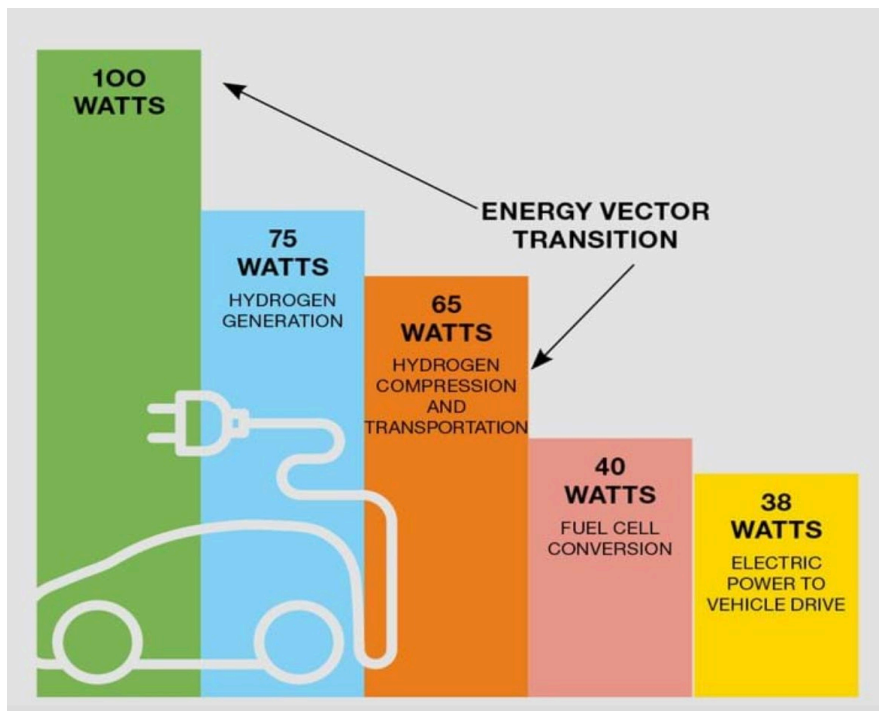 100
WATTS
ENERGY VECTOR
TRANSITION
75
WATTS
HYDROGEN
GENERATION
65
WATTS
HYDROGEN
COMPRESSION
AND
TRANSPORTATION
40
WATTS
FUEL CELL
CONVERSION
38
WATTS
ELECTRIC
POWER TO
VEHICLE DRIVE